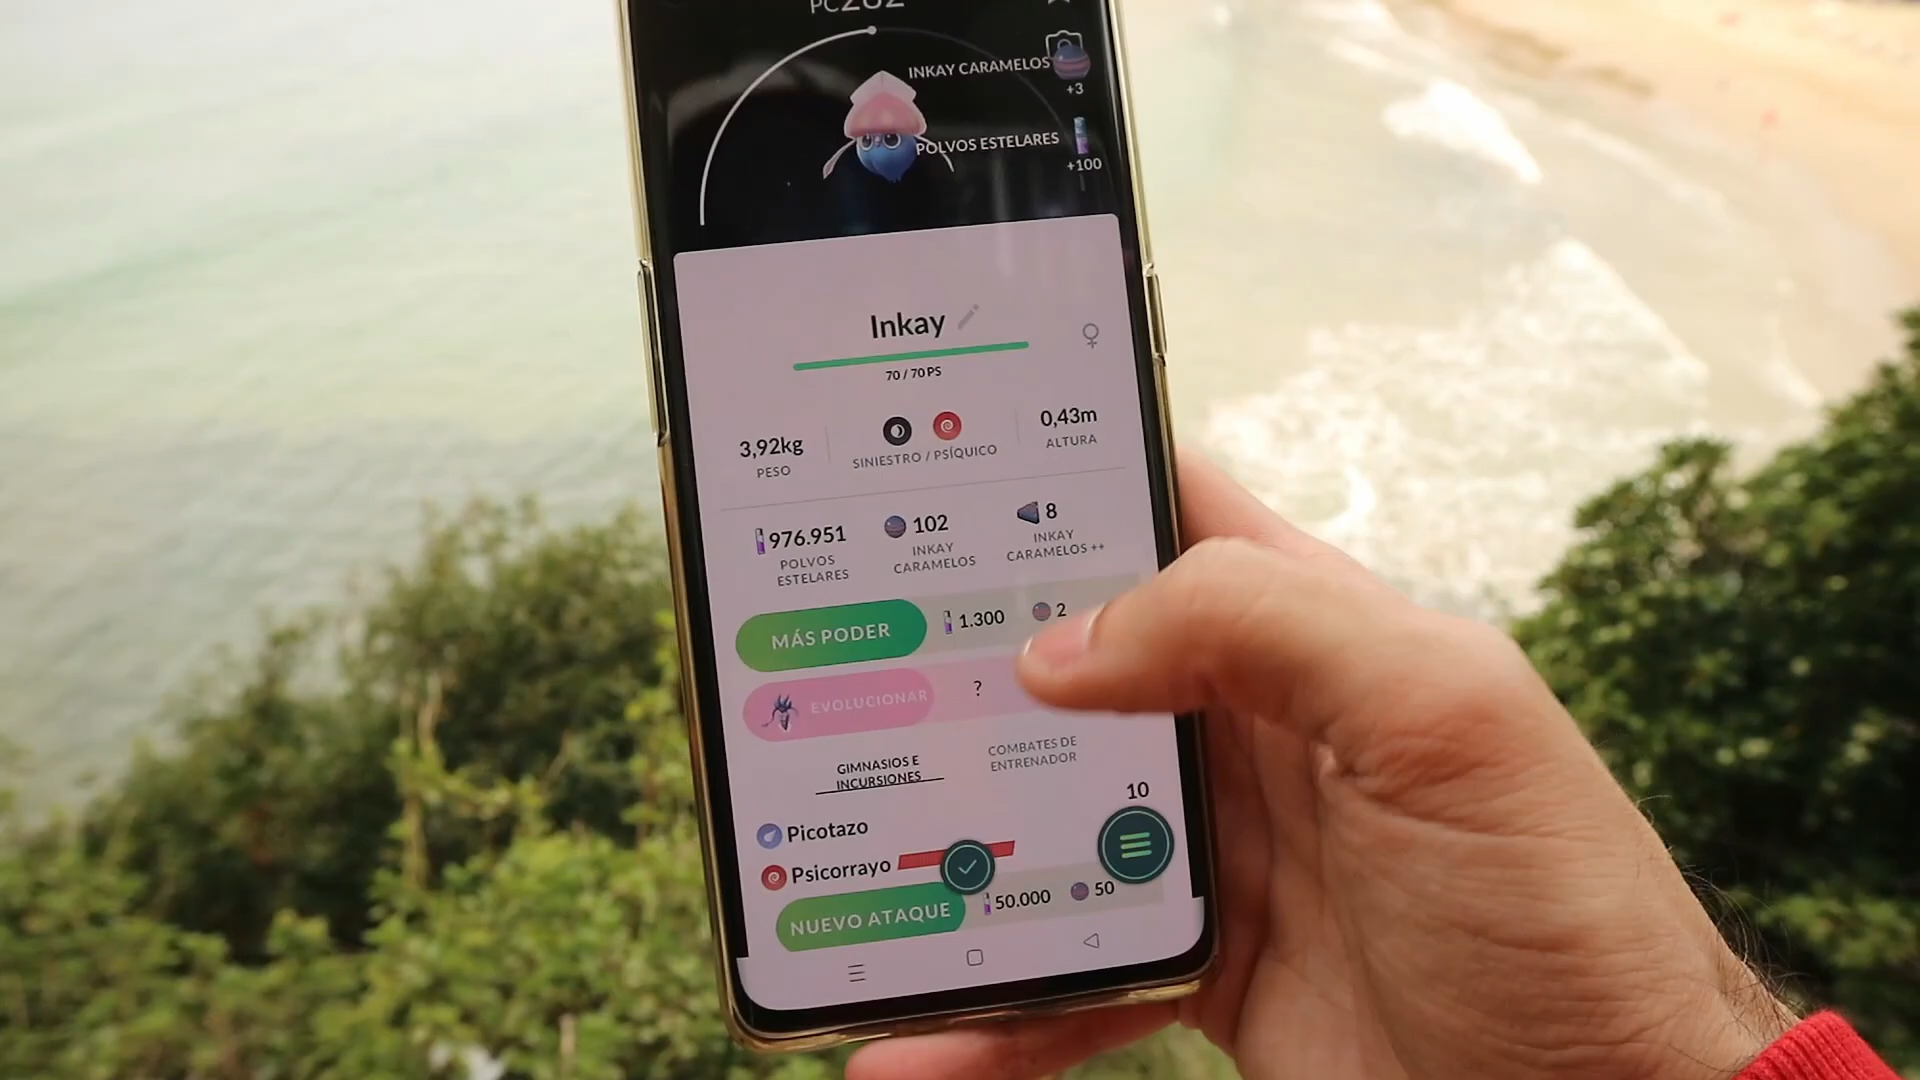 INKAY CARAMELOS
+3
POLVOS ESTELARES
+100
Inkay
70 / 70 PS
3,92kg
PESO
SINIESTRO / PSÍQUICO
0,43m
ALTURA
976.951
POLVOS
ESTELARES
102
INKAY
CARAMELOS
8
INKAY
CARAMELOS ++
MÁS PODER
1.300
2
EVOLUCIONAR
?
GIMNASIOS E
INCURSIONES
COMBATES DE
ENTRENADOR
10
Picotazo
Psicorrayo
NUEVO ATAQUE
50.000
50